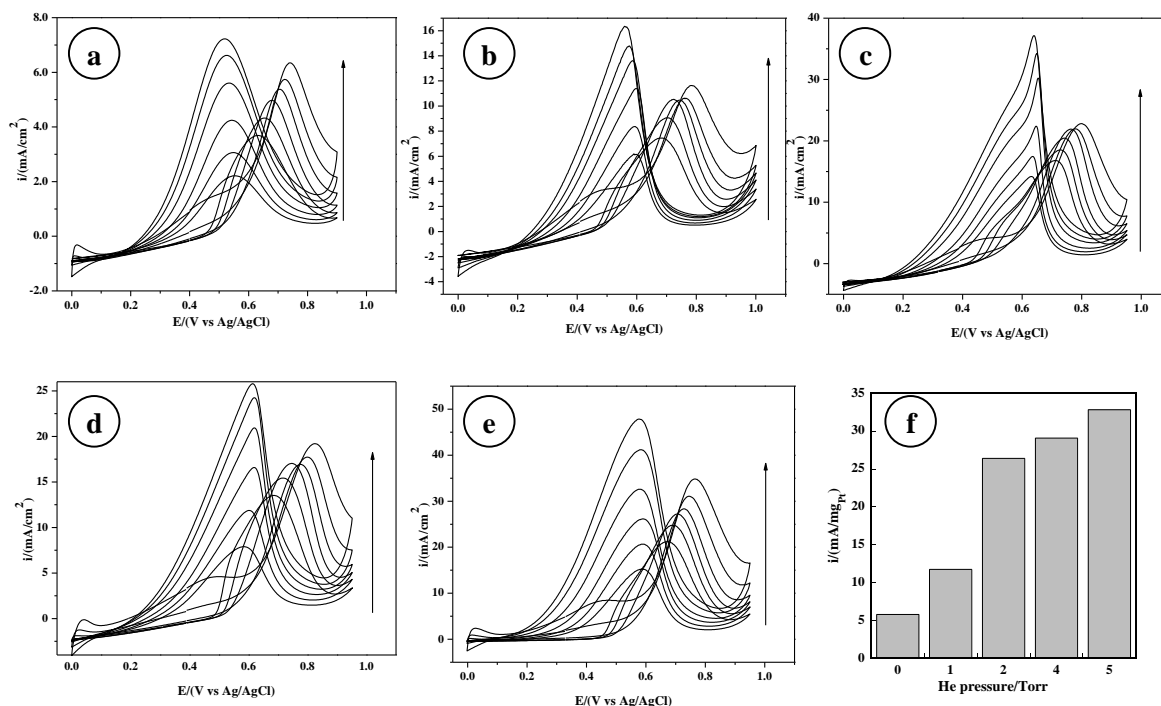 a
8.0
6.0
4.0
2.0
0.0
-2.0
i/(mA/cm²)
0.0 0.2 0.4 0.6 0.8 1.0
E/(V vs Ag/AgCl)
b
16
14
12
10
8
6
4
2
0
-2
-4
i/(mA/cm²)
0.0 0.2 0.4 0.6 0.8 1.0
E/(V vs Ag/AgCl)
c
40
30
20
10
0
i/(mA/cm²)
0.0 0.2 0.4 0.6 0.8 1.0
E/(V vs Ag/AgCl)
d
25
20
15
10
5
0
i/(mA/cm²)
0.0 0.2 0.4 0.6 0.8 1.0
E/(V vs Ag/AgCl)
e
50
40
30
20
10
0
i/(mA/cm²)
0.0 0.2 0.4 0.6 0.8 1.0
E/(V vs Ag/AgCl)
f
35
30
25
20
15
10
5
0
i/(mA/mgPt)
0 1 2 4 5
He pressure/Torr